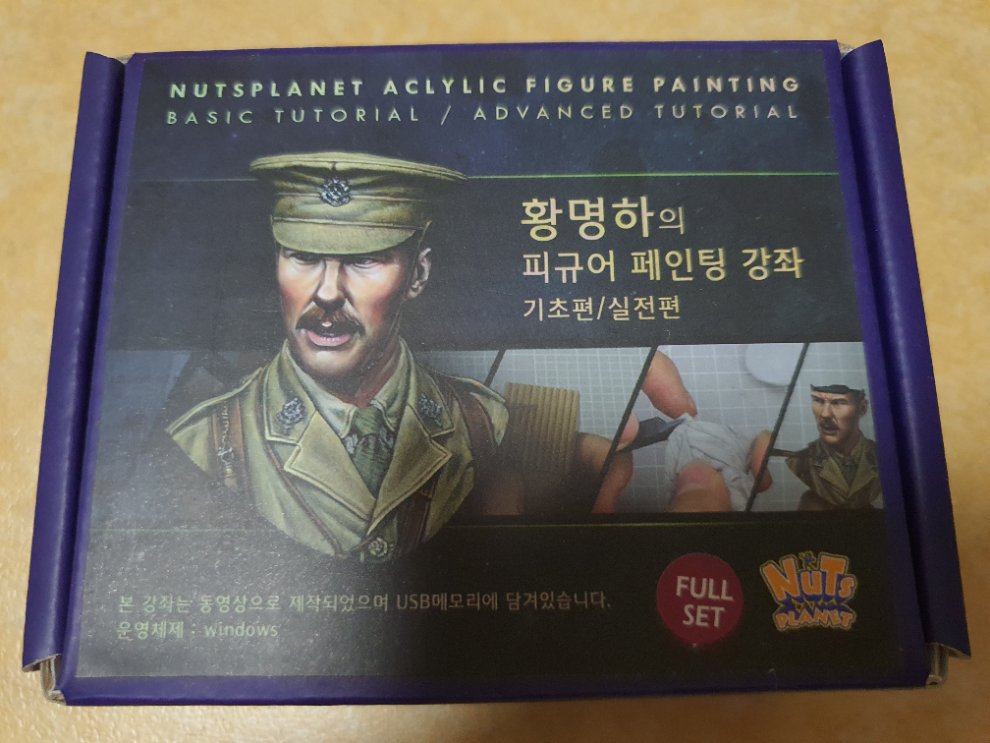 NUTSPLANET ACLYLIC FIGURE PAINTING
BASIC TUTORIAL / ADVANCED TUTORIAL
황명하의
피규어 페인팅 강좌
기초편/실전편
본 강좌는 동영상으로 제작되었으며 USB메모리에 담겨있습니다.
운영체제 : windows
FULL
SET
NUTS
PLANET